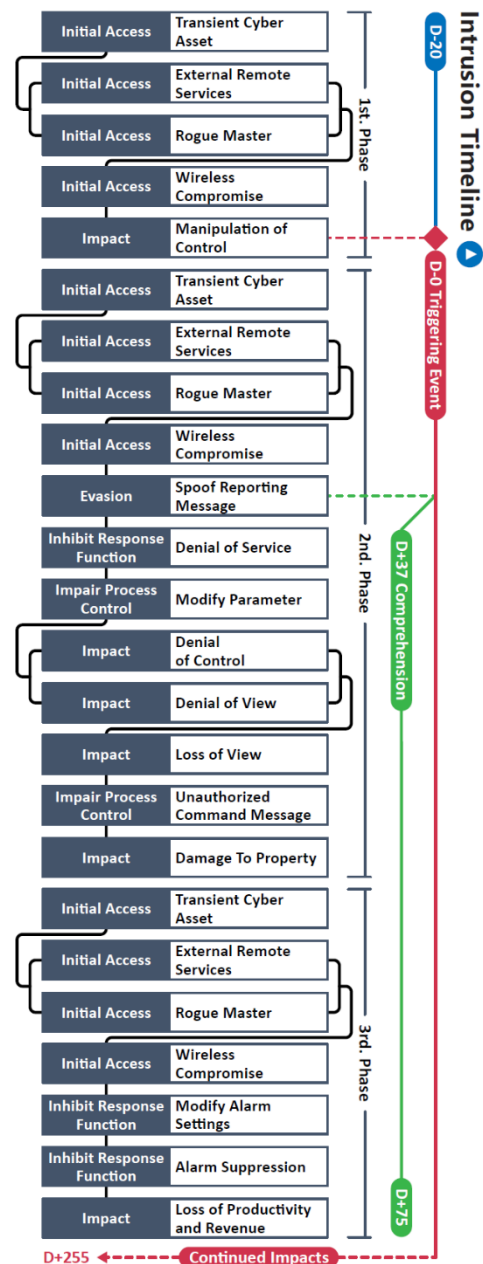 Intrusion Timeline
D-20
D-0 Triggering Event
D+37 Comprehension
D+75
1st. Phase
Initial Access
Transient Cyber
Asset
Initial Access
External Remote
Services
Initial Access
Rogue Master
Initial Access
Wireless
Compromise
Impact
Manipulation of
Control
2nd. Phase
Initial Access
Transient Cyber
Asset
Initial Access
External Remote
Services
Initial Access
Rogue Master
Initial Access
Wireless
Compromise
Evasion
Spoof Reporting
Message
Inhibit Response
Function
Denial of Service
Impair Process
Control
Modify Parameter
Impact
Denial
of Control
Impact
Denial of View
Impact
Loss of View
Impair Process
Control
Unauthorized
Command Message
Impact
Damage To Property
3rd. Phase
Initial Access
Transient Cyber
Asset
Initial Access
External Remote
Services
Initial Access
Rogue Master
Initial Access
Wireless
Compromise
Inhibit Response
Function
Modify Alarm
Settings
Inhibit Response
Function
Alarm Suppression
Impact
Loss of Productivity
and Revenue
D+255
Continued Impacts